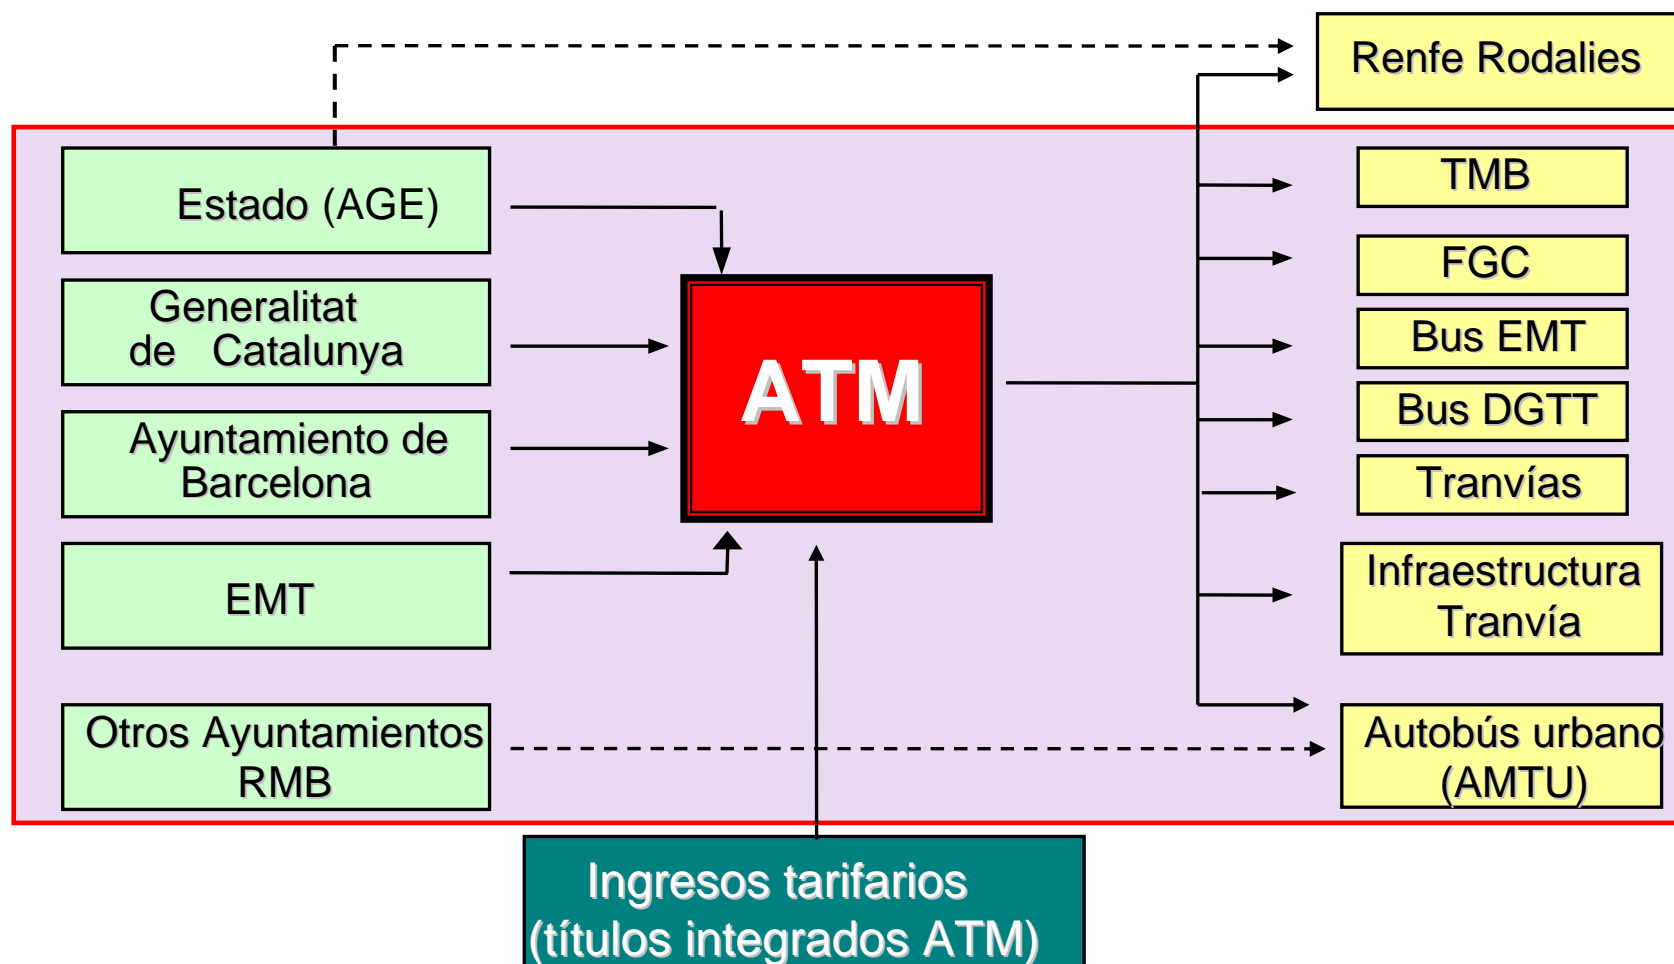 Renfe Rodalies
Estado (AGE)
Generalitat
de Catalunya
Ayuntamiento de
Barcelona
EMT
Otros Ayuntamientos
RMB
ATM
TMB
FGC
Bus EMT
Bus DGTT
Tranvías
Infraestructura
Tranvía
Autobús urbano
(AMTU)
Ingresos tarifarios
(títulos integrados ATM)